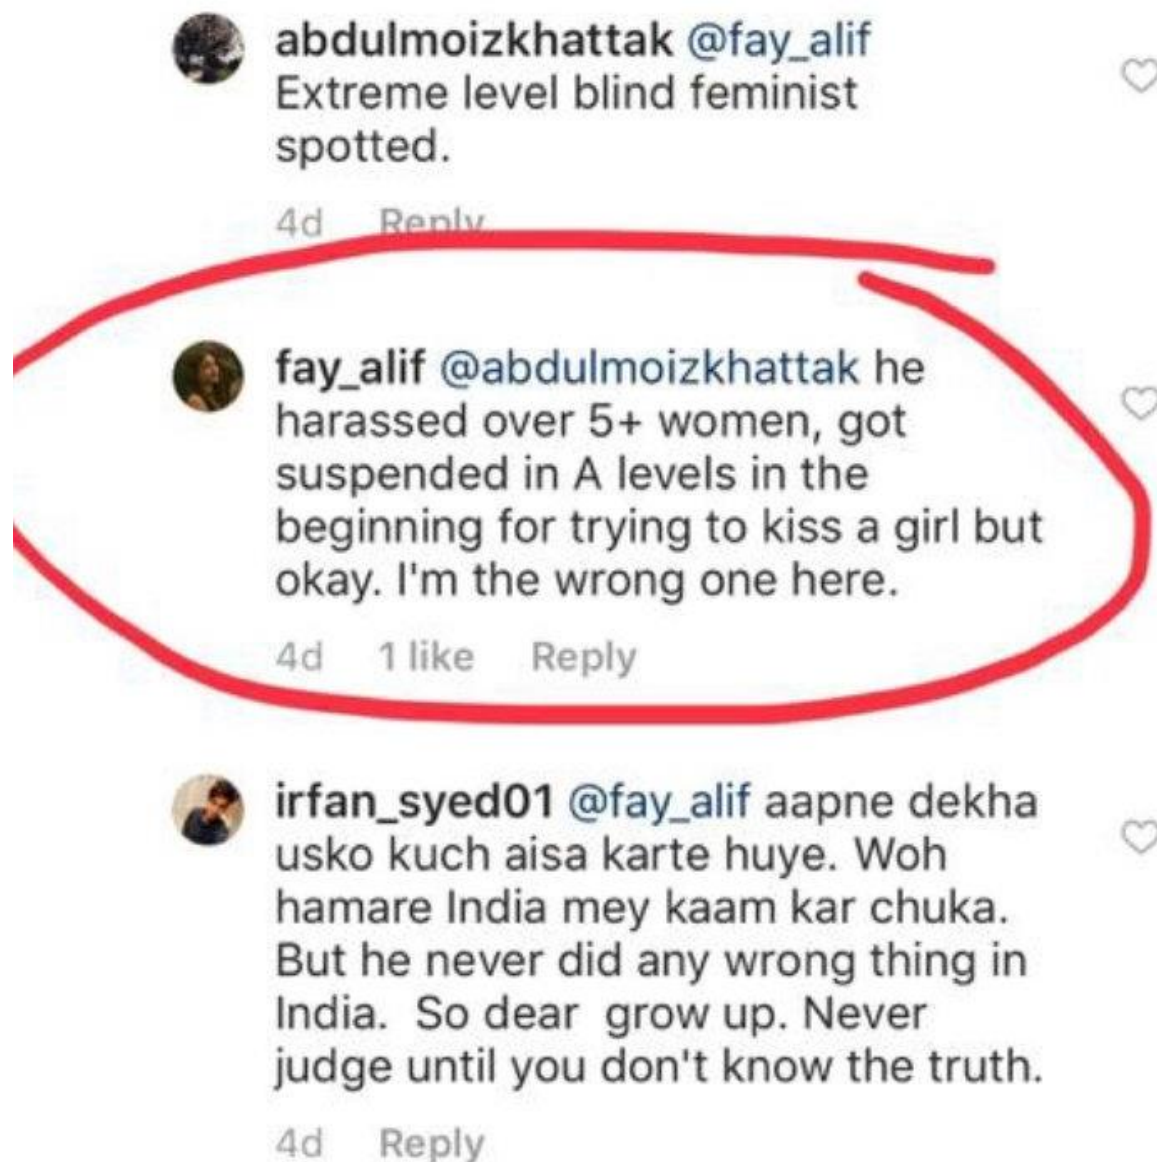 abdulmoizkhattak @fay_alif
Extreme level blind feminist
spotted.
4d Reply
fay_alif @abdulmoizkhattak he
harassed over 5+ women, got
suspended in A levels in the
beginning for trying to kiss a girl but
okay. I'm the wrong one here.
4d 1 like Reply
irfan_syed01 @fay_alif aapne dekha
usko kuch aisa karte huye. Woh
hamare India mey kaam kar chuka.
But he never did any wrong thing in
India. So dear grow up. Never
judge until you don't know the truth.
4d Reply